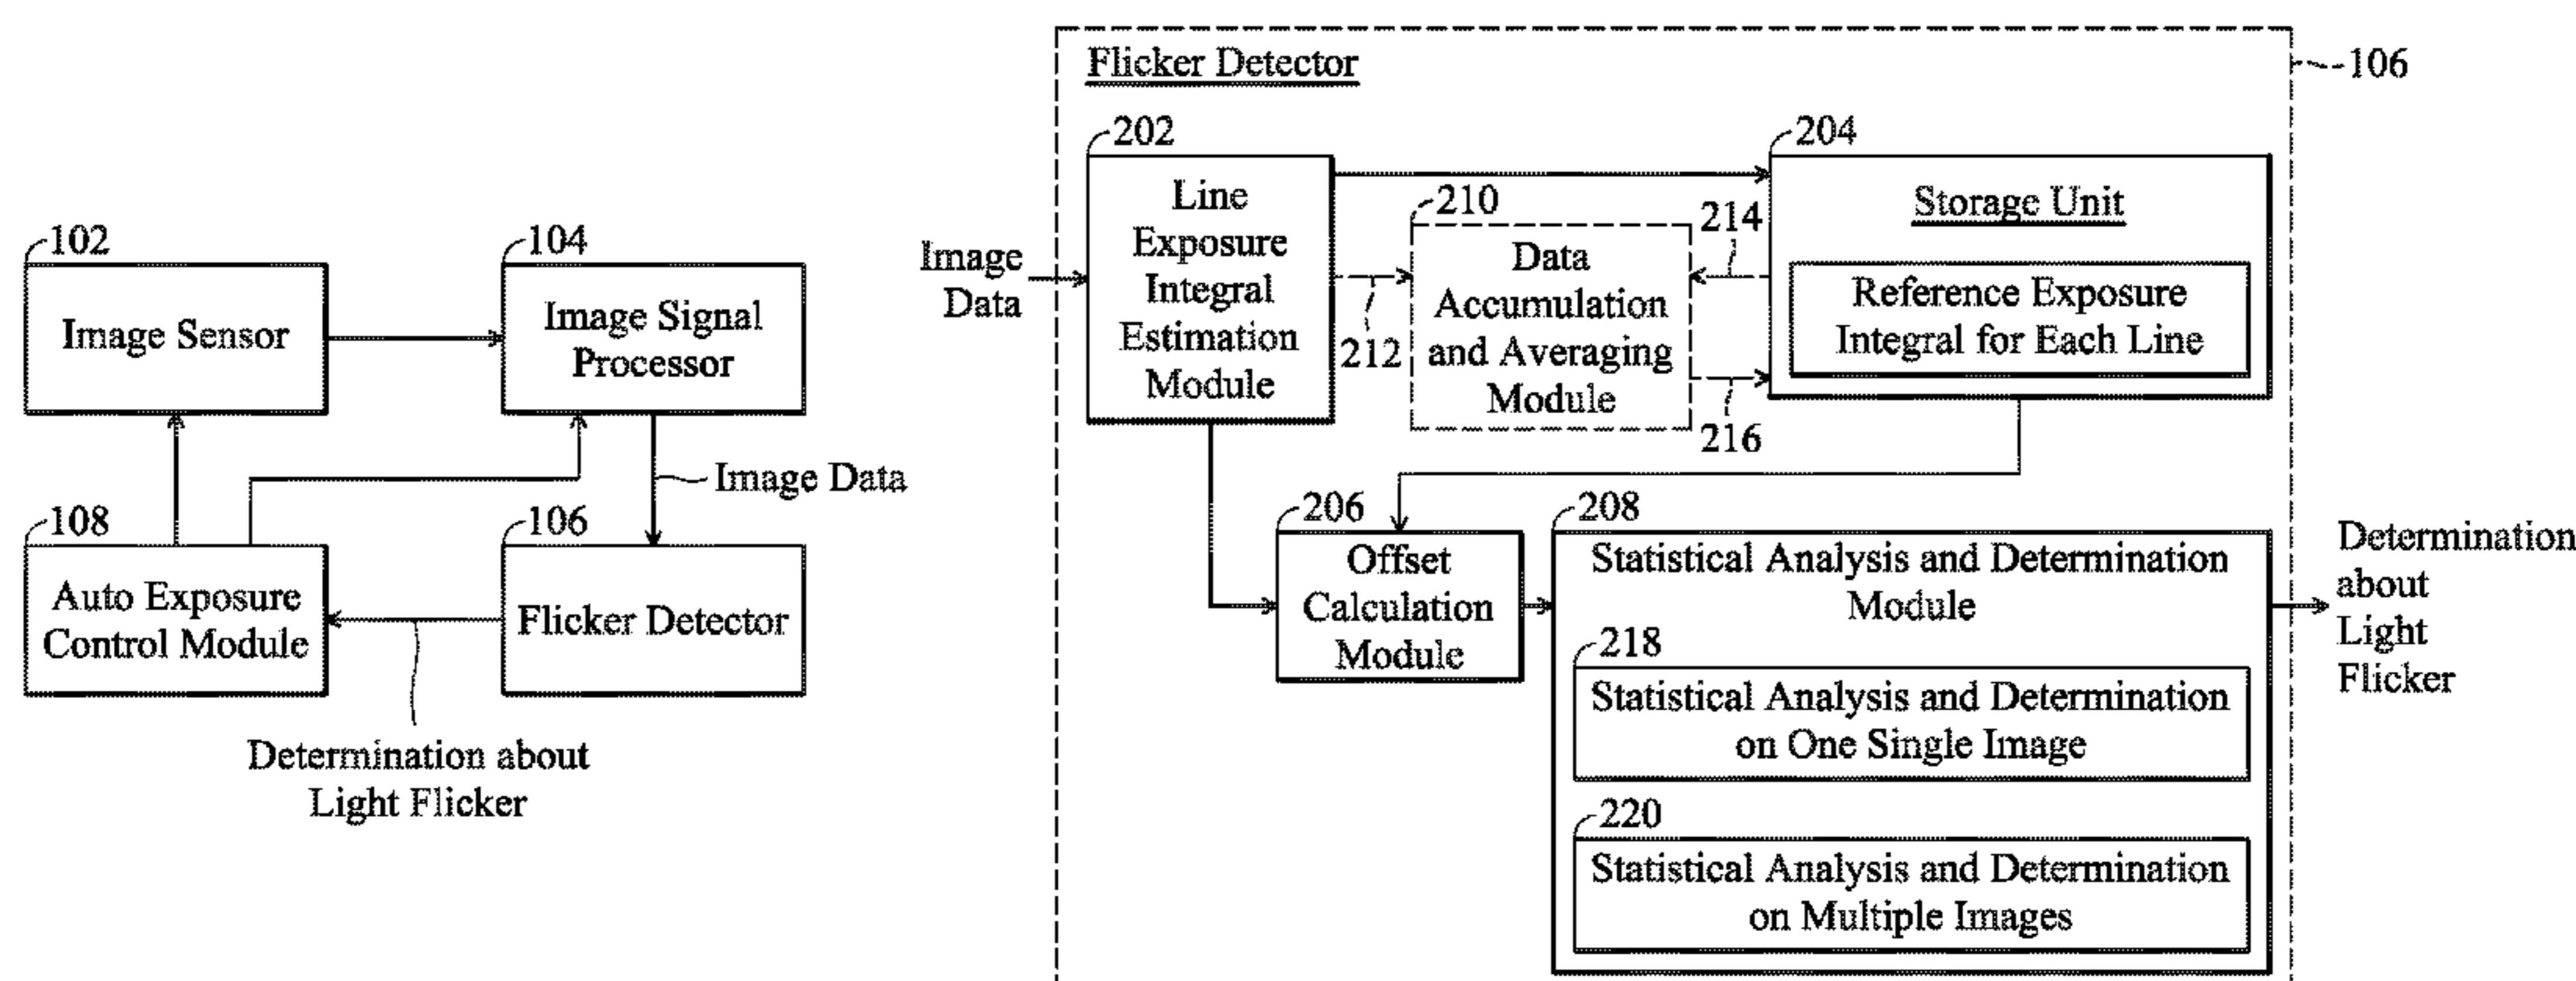 102
Image Sensor
104
Image Signal
Processor
Image Data
108
Auto Exposure
Control Module
106
Flicker Detector
Determination about
Light Flicker
Flicker Detector
106
Image
Data
202
Line
Exposure
Integral
Estimation
Module
212
210
Data
Accumulation
and Averaging
Module
214
216
204
Storage Unit
Reference Exposure
Integral for Each Line
206
Offset
Calculation
Module
208
Statistical Analysis and Determination
Module
218
Statistical Analysis and Determination
on One Single Image
220
Statistical Analysis and Determination
on Multiple Images
Determination
about
Light
Flicker